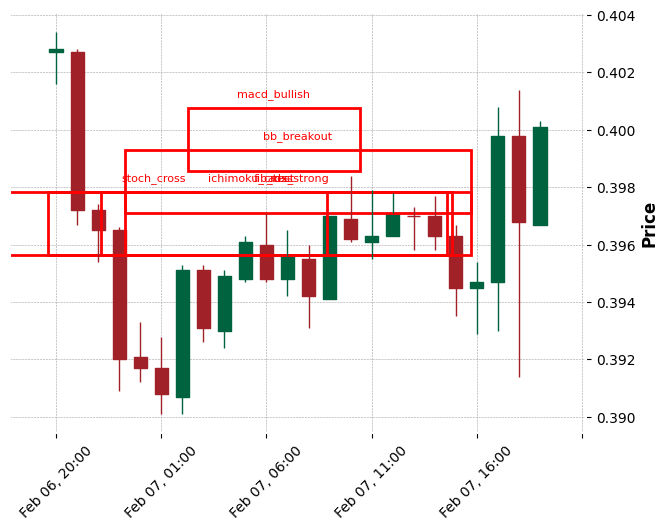 0.404
0.402
macd_bullish
0.400
bb_breakout
stoch_cross
0.398
Price
0.396
0.394
0.392
0.390
Feb 06, 20:00
Feb 07, 01:00
Feb 07, 06:00
Feb 07, 11:00
Feb 07, 16:00